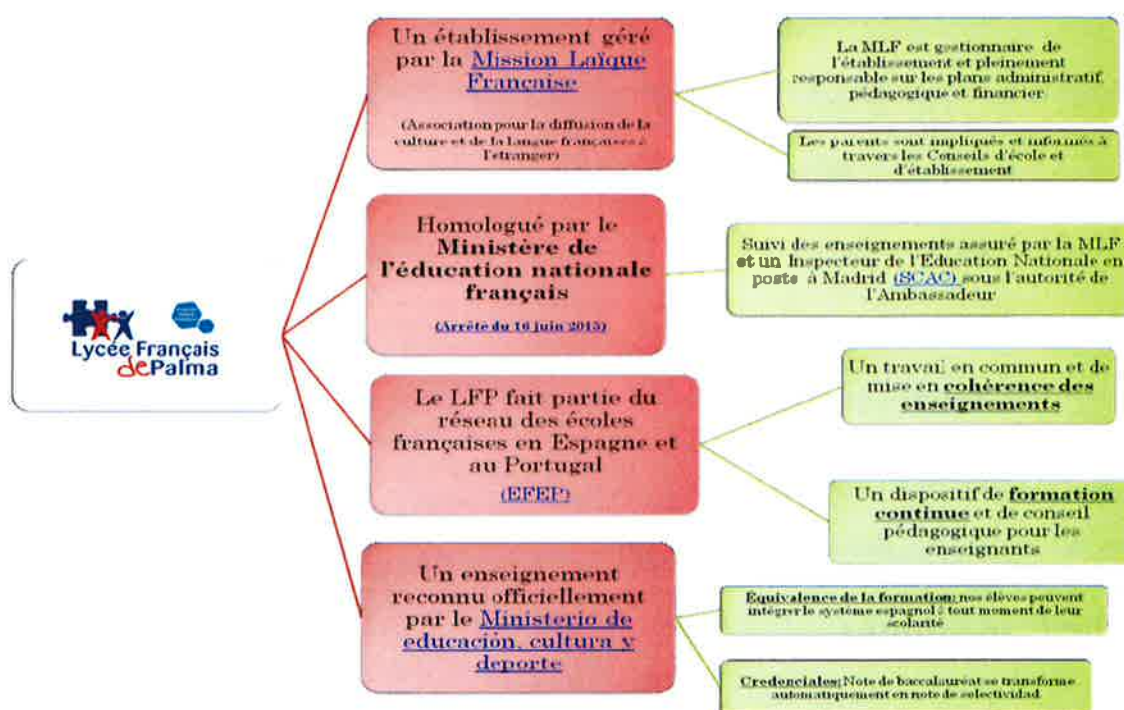 Lycée Français
de Palma
Un établissement géré
par la Mission Laïque
Française
(Association pour la diffusion de la
culture et de la langue françaises à
l'étranger)
La MLF est gestionnaire de
l'établissement et pleinement
responsable sur les plans administratif,
pédagogique et financier
Les parents sont impliqués et informés à
travers les Conseils d'école et
d'établissement
Homologué par le
Ministère de
l'éducation nationale
français
(Arrêté du 16 juin 2015)
Suivi des enseignements assuré par la MLF
et un Inspecteur de l'Education Nationale en
poste à Madrid (SCAC) sous l'autorité de
l'Ambassadeur
Le LFP fait partie du
réseau des écoles
françaises en Espagne et
au Portugal
(EFEP)
Un travail en commun et de
mise en cohérence des
enseignements
Un dispositif de formation
continue et de conseil
pédagogique pour les
enseignants
Un enseignement
reconnu officiellement
par le Ministerio de
educación, cultura y
deporte
Equivalence de la formation: nos élèves peuvent
intégrer le système espagnol à tout moment de leur
scolarité
Credenciales: Note de baccalauréat se transforme
automatiquement en note de selectividad